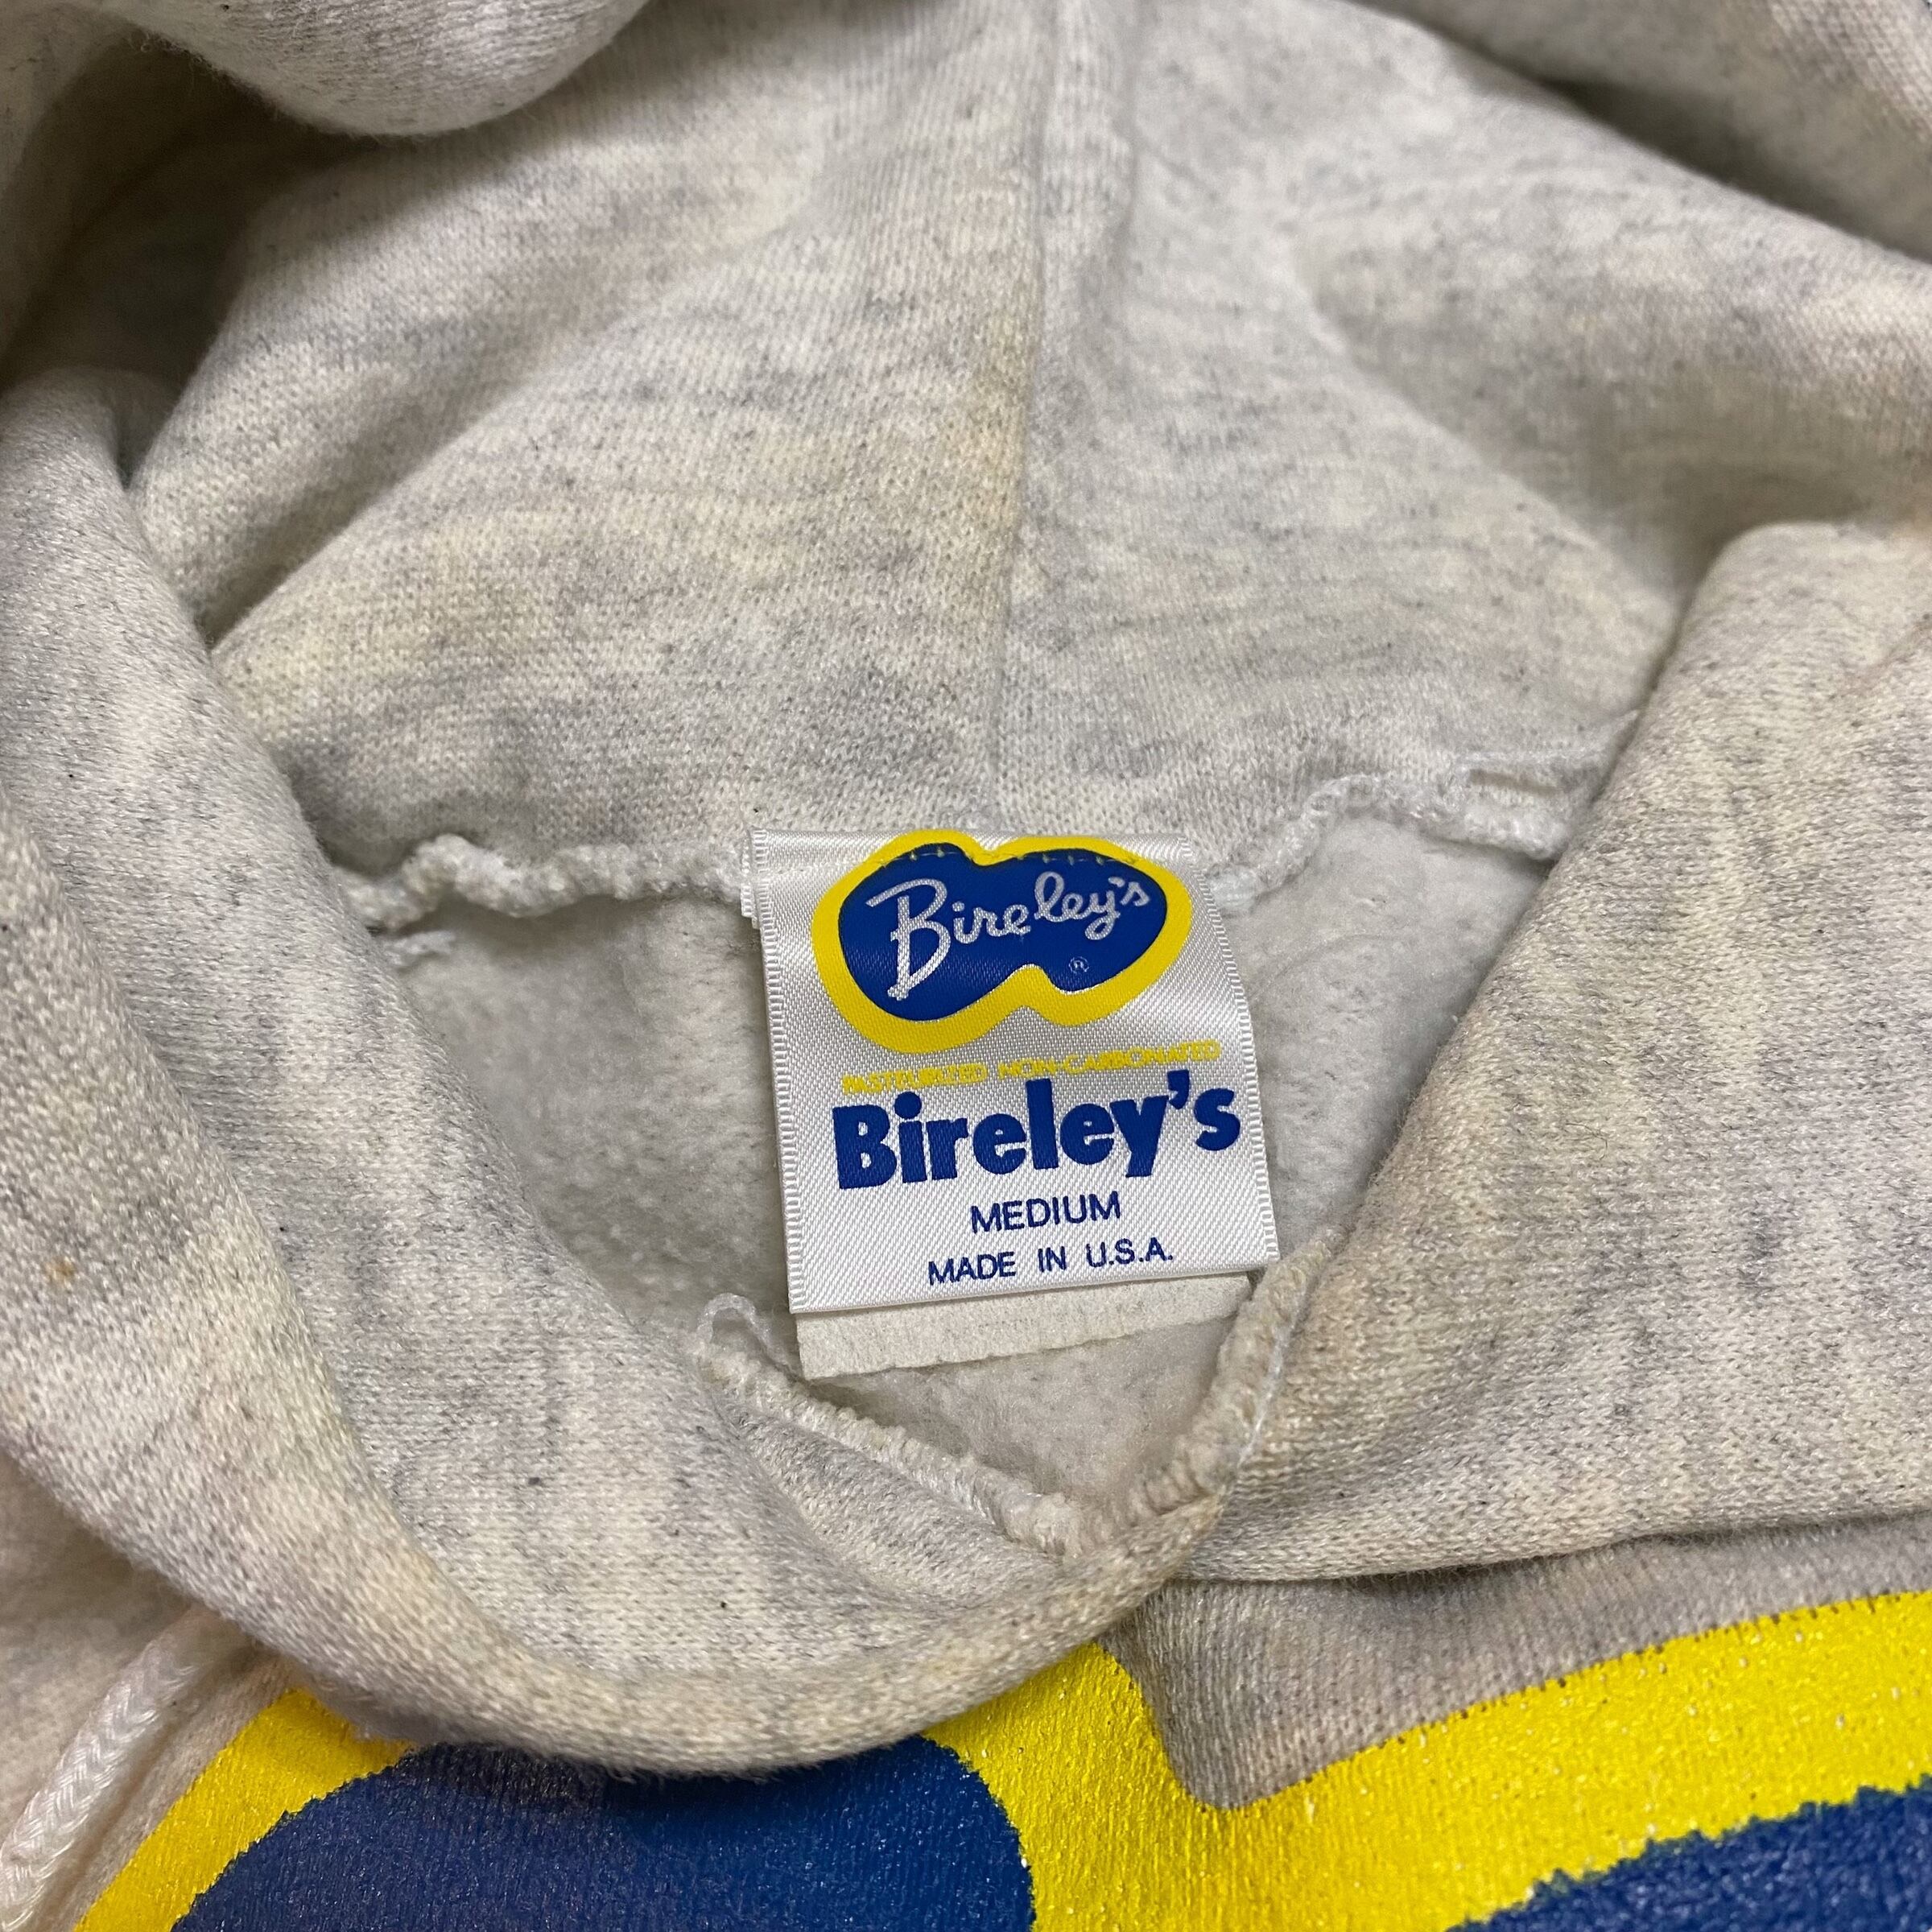 Bireley's
®
PASTEURIZED NON-CARBONATED
Bireley's
MEDIUM
MADE IN U.S.A.